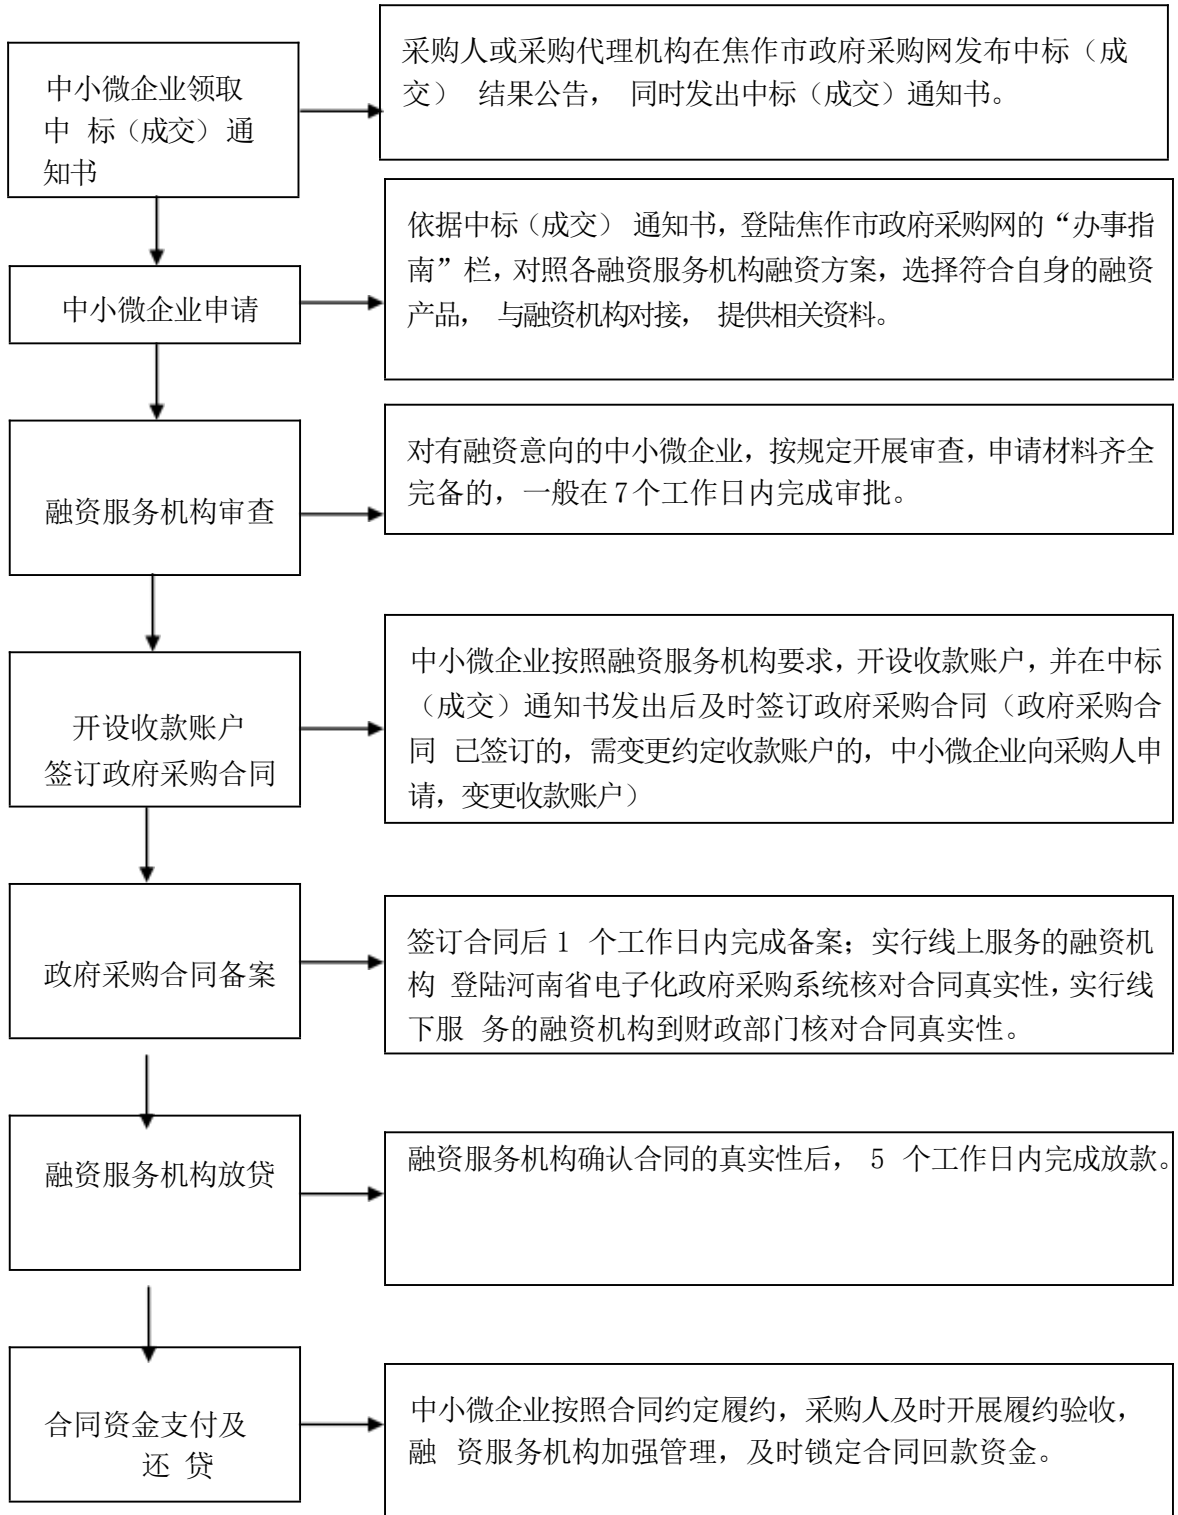 中小微企业领取
中 标（成交）通
知书
采购人或采购代理机构在焦作市政府采购网发布中标（成
交） 结果公告， 同时发出中标（成交）通知书。
中小微企业申请
依据中标（成交） 通知书，登陆焦作市政府采购网的“办事指
南”栏，对照各融资服务机构融资方案，选择符合自身的融资
产品， 与融资机构对接， 提供相关资料。
融资服务机构审查
对有融资意向的中小微企业，按规定开展审查，申请材料齐全
完备的，一般在 7 个工作日内完成审批。
开设收款账户
签订政府采购合同
中小微企业按照融资服务机构要求，开设收款账户，并在中标
（成交）通知书发出后及时签订政府采购合同（政府采购合
同 已签订的，需变更约定收款账户的，中小微企业向采购人申
请，变更收款账户）
政府采购合同备案
签订合同后 1 个工作日内完成备案；实行线上服务的融资机
构 登陆河南省电子化政府采购系统核对合同真实性，实行线
下服 务的融资机构到财政部门核对合同真实性。
融资服务机构放贷
融资服务机构确认合同的真实性后， 5 个工作日内完成放款。
合同资金支付及
还 贷
中小微企业按照合同约定履约，采购人及时开展履约验收，
融 资服务机构加强管理，及时锁定合同回款资金。